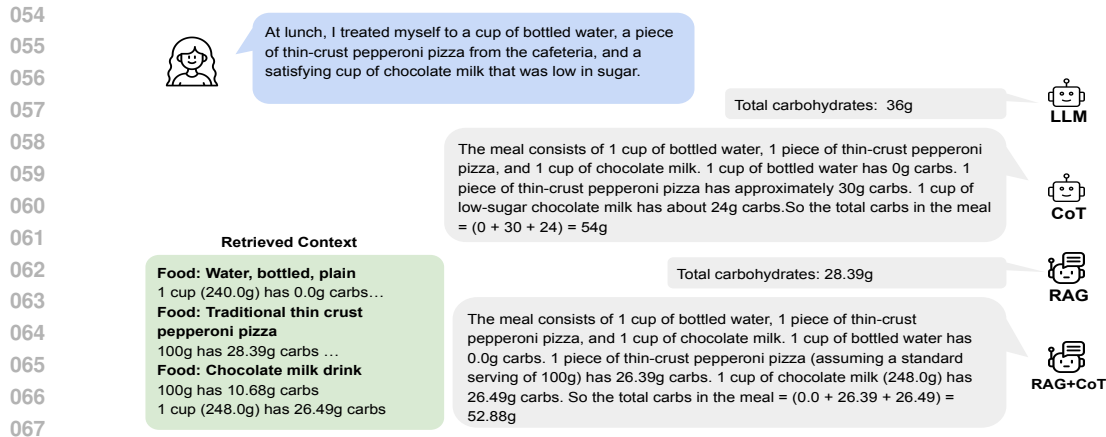 054
055
056
057
058
059
060
061
062
063
064
065
066
067
At lunch, I treated myself to a cup of bottled water, a piece
of thin-crust pepperoni pizza from the cafeteria, and a
satisfying cup of chocolate milk that was low in sugar.
Total carbohydrates:  36g
LLM
The meal consists of 1 cup of bottled water, 1 piece of thin-crust pepperoni
pizza, and 1 cup of chocolate milk. 1 cup of bottled water has 0g carbs. 1
piece of thin-crust pepperoni pizza has approximately 30g carbs. 1 cup of
low-sugar chocolate milk has about 24g carbs.So the total carbs in the meal
= (0 + 30 + 24) = 54g
CoT
Retrieved Context
Food: Water, bottled, plain
1 cup (240.0g) has 0.0g carbs…
Food: Traditional thin crust
pepperoni pizza
100g has 28.39g carbs …
Food: Chocolate milk drink
100g has 10.68g carbs
1 cup (248.0g) has 26.49g carbs
Total carbohydrates: 28.39g
RAG
The meal consists of 1 cup of bottled water, 1 piece of thin-crust
pepperoni pizza, and 1 cup of chocolate milk. 1 cup of bottled water has
0.0g carbs. 1 piece of thin-crust pepperoni pizza (assuming a standard
serving of 100g) has 26.39g carbs. 1 cup of chocolate milk (248.0g) has
26.49g carbs. So the total carbs in the meal = (0.0 + 26.39 + 26.49) =
52.88g
RAG+CoT